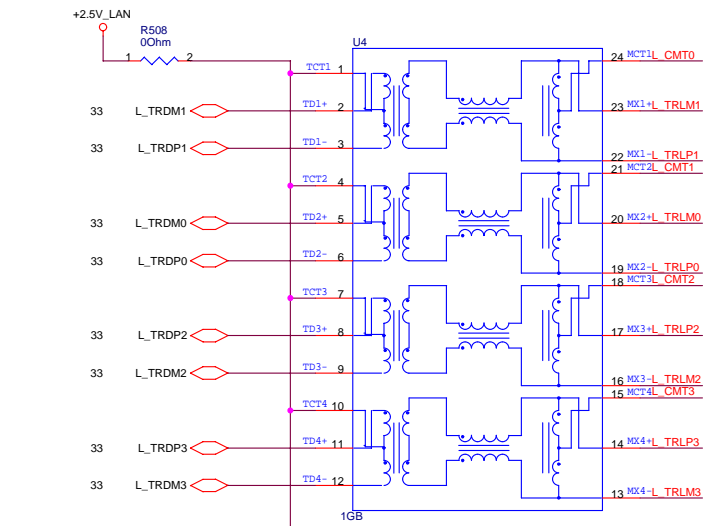 +2.5V_LAN
R508
0Ohm
1 2
U4
TCT1 1 24 MCT1 L_CMT0
33 L_TRDM1 TD1+ 2 23 MX1+ L_TRLM1
33 L_TRDP1 TD1- 3 22 MX1- L_TRLP1
TCT2 4 21 MCT2 L_CMT1
33 L_TRDM0 TD2+ 5 20 MX2+ L_TRLM0
33 L_TRDP0 TD2- 6 19 MX2- L_TRLP0
TCT3 7 18 MCT3 L_CMT2
33 L_TRDP2 TD3+ 8 17 MX3+ L_TRLP2
33 L_TRDM2 TD3- 9 16 MX3- L_TRLM2
TCT4 10 15 MCT4 L_CMT3
33 L_TRDP3 TD4+ 11 14 MX4+ L_TRLP3
33 L_TRDM3 TD4- 12 13 MX4- L_TRLM3
1GB